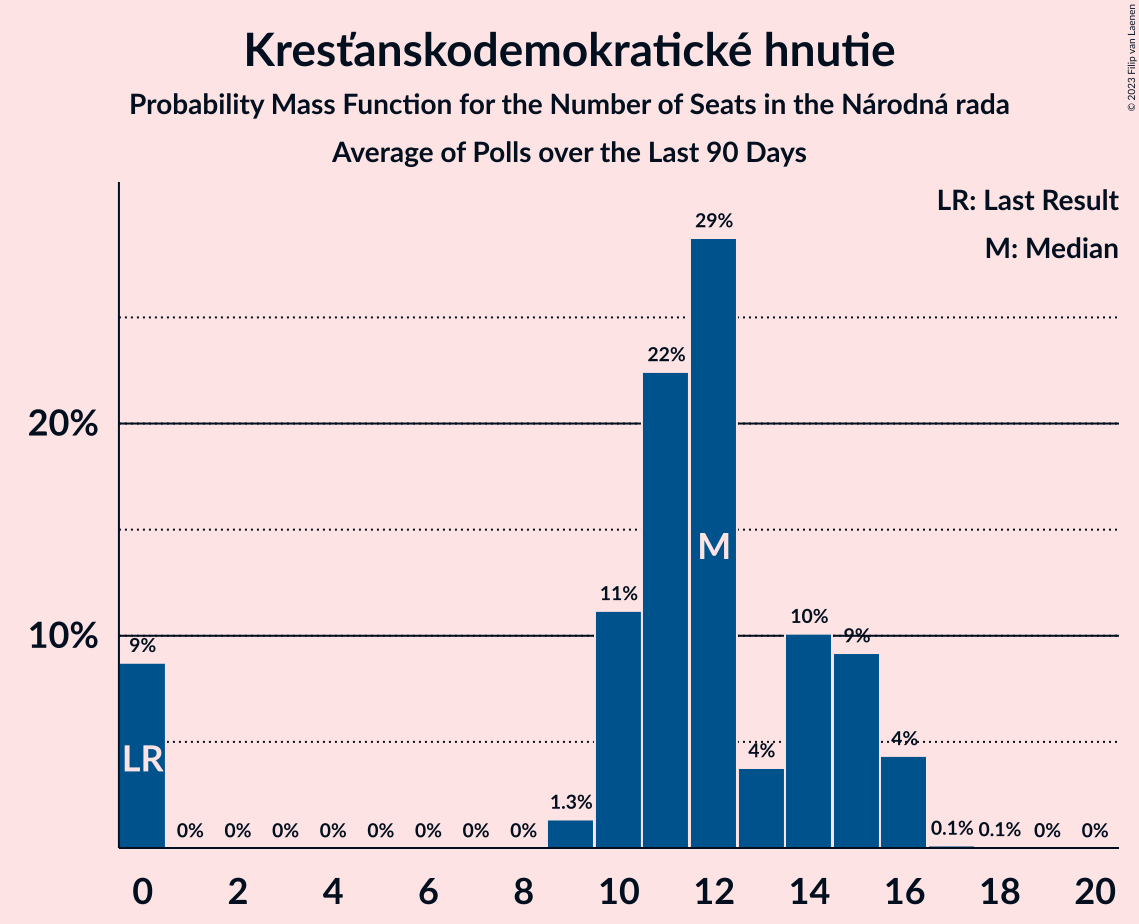 Kresťanskodemokratické hnutie
Probability Mass Function for the Number of Seats in the Národná rada
Average of Polls over the Last 90 Days
© 2023 Filip van Laenen
LR: Last Result
M: Median
29%
22%
20%
M
11%
10%
9%
10%
9%
LR
4%
4%
1.3%
0% 0% 0% 0% 0% 0% 0% 0% 0.1% 0.1% 0% 0%
0 2 4 6 8 10 12 14 16 18 20